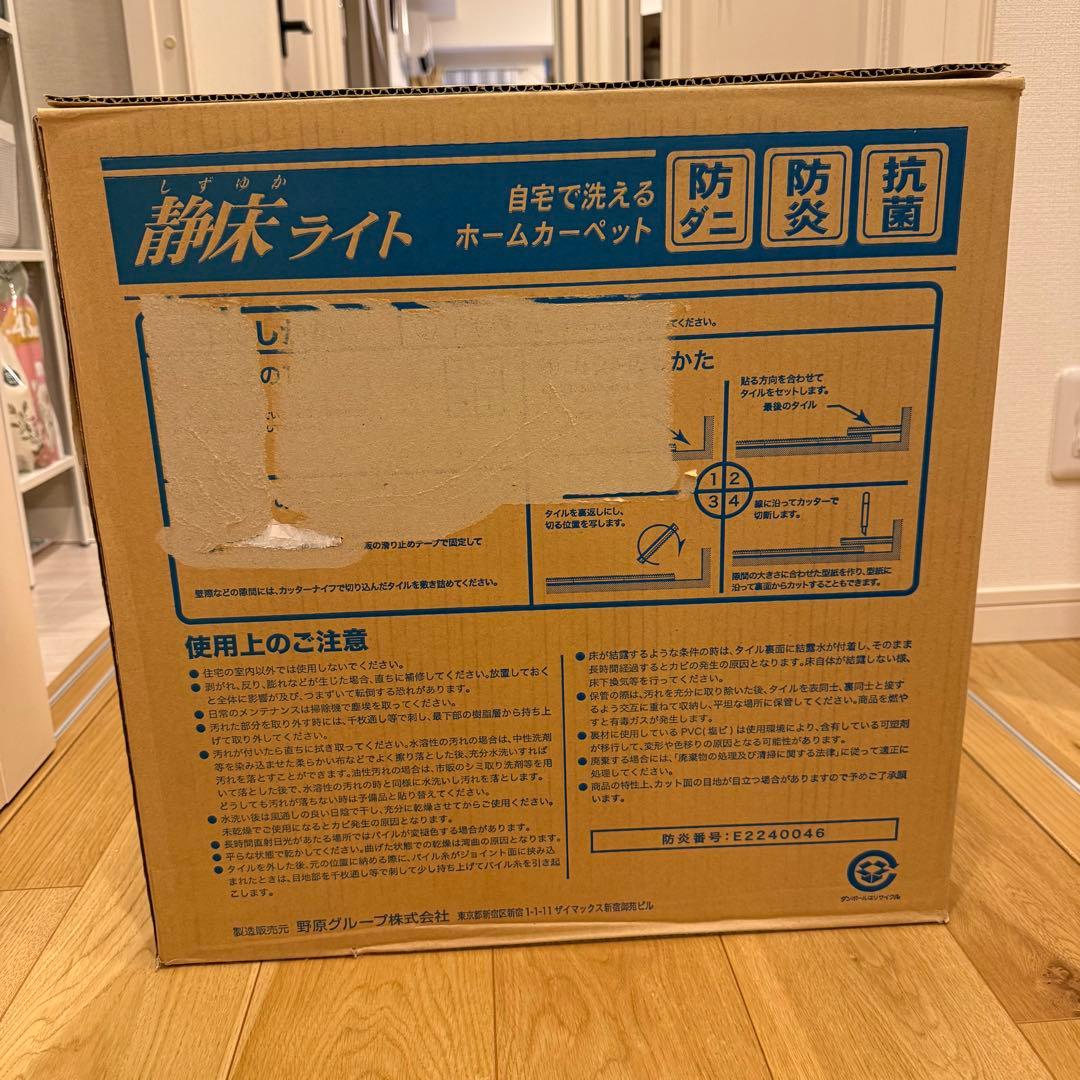 しずゆか
静床ライト
自宅で洗える
ホームカーペット
防ダニ
防炎
抗菌
てください。
かた
の
貼る方向を合わせて
タイルをセットします。
最後のタイル
1 2
3 4
タイルを裏返しにし、
切る位置を写します。
線に沿ってカッターで
切断します。
の滑り止めテープで固定して
壁際などの隙間には、カッターナイフで切り込んだタイルを敷き詰めてください。
隙間の大きさに合わせた型紙を作り、型紙に
沿って裏面からカットすることもできます。
使用上のご注意
● 住宅の室内以外では使用しないでください。
● 剥がれ、反り、膨れなどが生じた場合、直ちに補修してください。放置しておく
と全体に影響が及び、つまずいて転倒する恐れがあります。
● 日常のメンテナンスは掃除機で塵埃を取ってください。
● 汚れた部分を取り外す時には、千枚通し等で刺し、最下部の樹脂層から持ち上
げて取り外してください。
● 汚れが付いたら直ちに拭き取ってください。水溶性の汚れの場合は、中性洗剤
等を染み込ませた柔らかい布などでよく擦り落とした後、充分水洗いすれば
汚れを落とすことができます。油性汚れの場合は、市販のシミ取り洗剤等を用
いて落とした後で、水溶性の汚れの時と同様に水洗いし汚れを落とします。
どうしても汚れが落ちない時は予備品と貼り替えてください。
● 水洗い後は風通しの良い日陰で干し、充分に乾燥させてからご使用ください。
未乾燥でご使用になるとカビ発生の原因となります。
● 長時間直射日光があたる場所ではパイルが変褪色する場合があります。
● 平らな状態で乾かしてください。曲げた状態での乾燥は湾曲の原因となります。
● タイルを外した後、元の位置に納める際に、パイル糸がジョイント面に挟み込
まれたときは、目地部を千枚通し等で刺して少し持ち上げてパイル糸を引き起
こします。
● 床が結露するような条件の時は、タイル裏面に結露水が付着し、そのまま
長時間経過するとカビの発生の原因となります。床自体が結露しない様、
床下換気等を行ってください。
● 保管の際は、汚れを充分に取り除いた後、タイルを表同士、裏同士と接す
るよう交互に重ねて収納し、平坦な場所に保管してください。商品を燃や
すと有毒ガスが発生します。
● 裏材に使用しているPVC(塩ビ)は使用環境により、含有している可塑剤
が移行して、変形や色移りの原因となる可能性があります。
● 廃棄する場合には、「廃棄物の処理及び清掃に関する法律」に従って適正に
処理してください。
● 商品の特性上、カット面の目地が目立つ場合がありますので予めご了承願
います。
防炎番号:E2240046
ダンボールはリサイクル
製造販売元 野原グループ株式会社 東京都新宿区新宿1-1-11 ザイマックス新宿御苑ビル